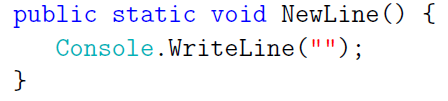 public static void NewLine() {
    Console.WriteLine("");
}